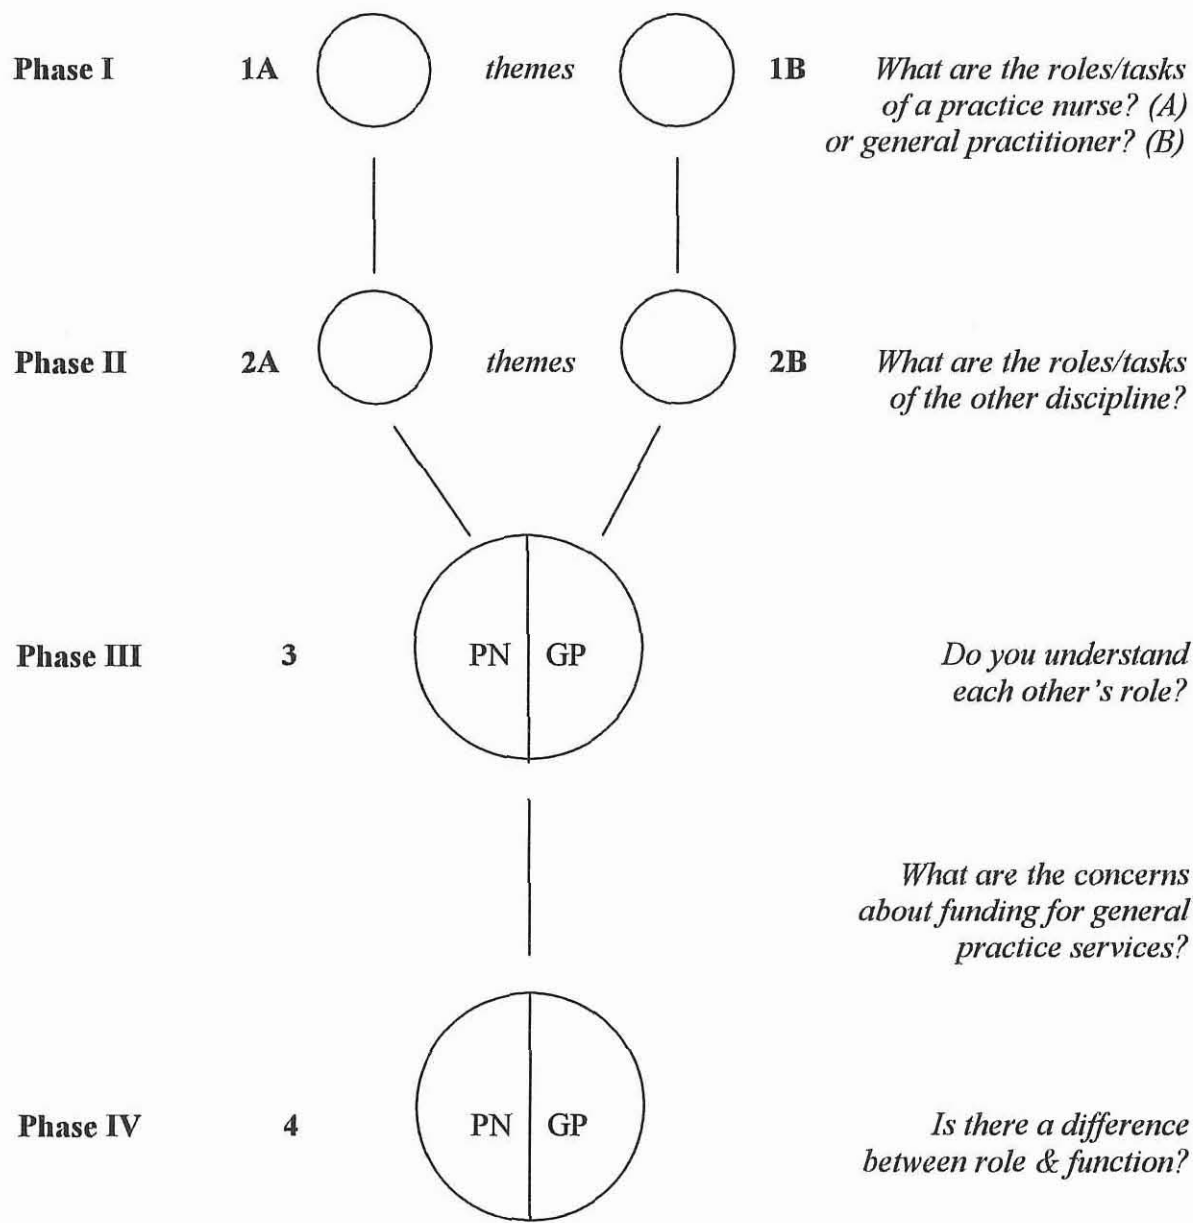 Phase I 1A themes 1B What are the roles/tasks
of a practice nurse? (A)
or general practitioner? (B)
Phase II 2A themes 2B What are the roles/tasks
of the other discipline?
Phase III 3 PN GP Do you understand
each other's role?
What are the concerns
about funding for general
practice services?
Phase IV 4 PN GP Is there a difference
between role & function?